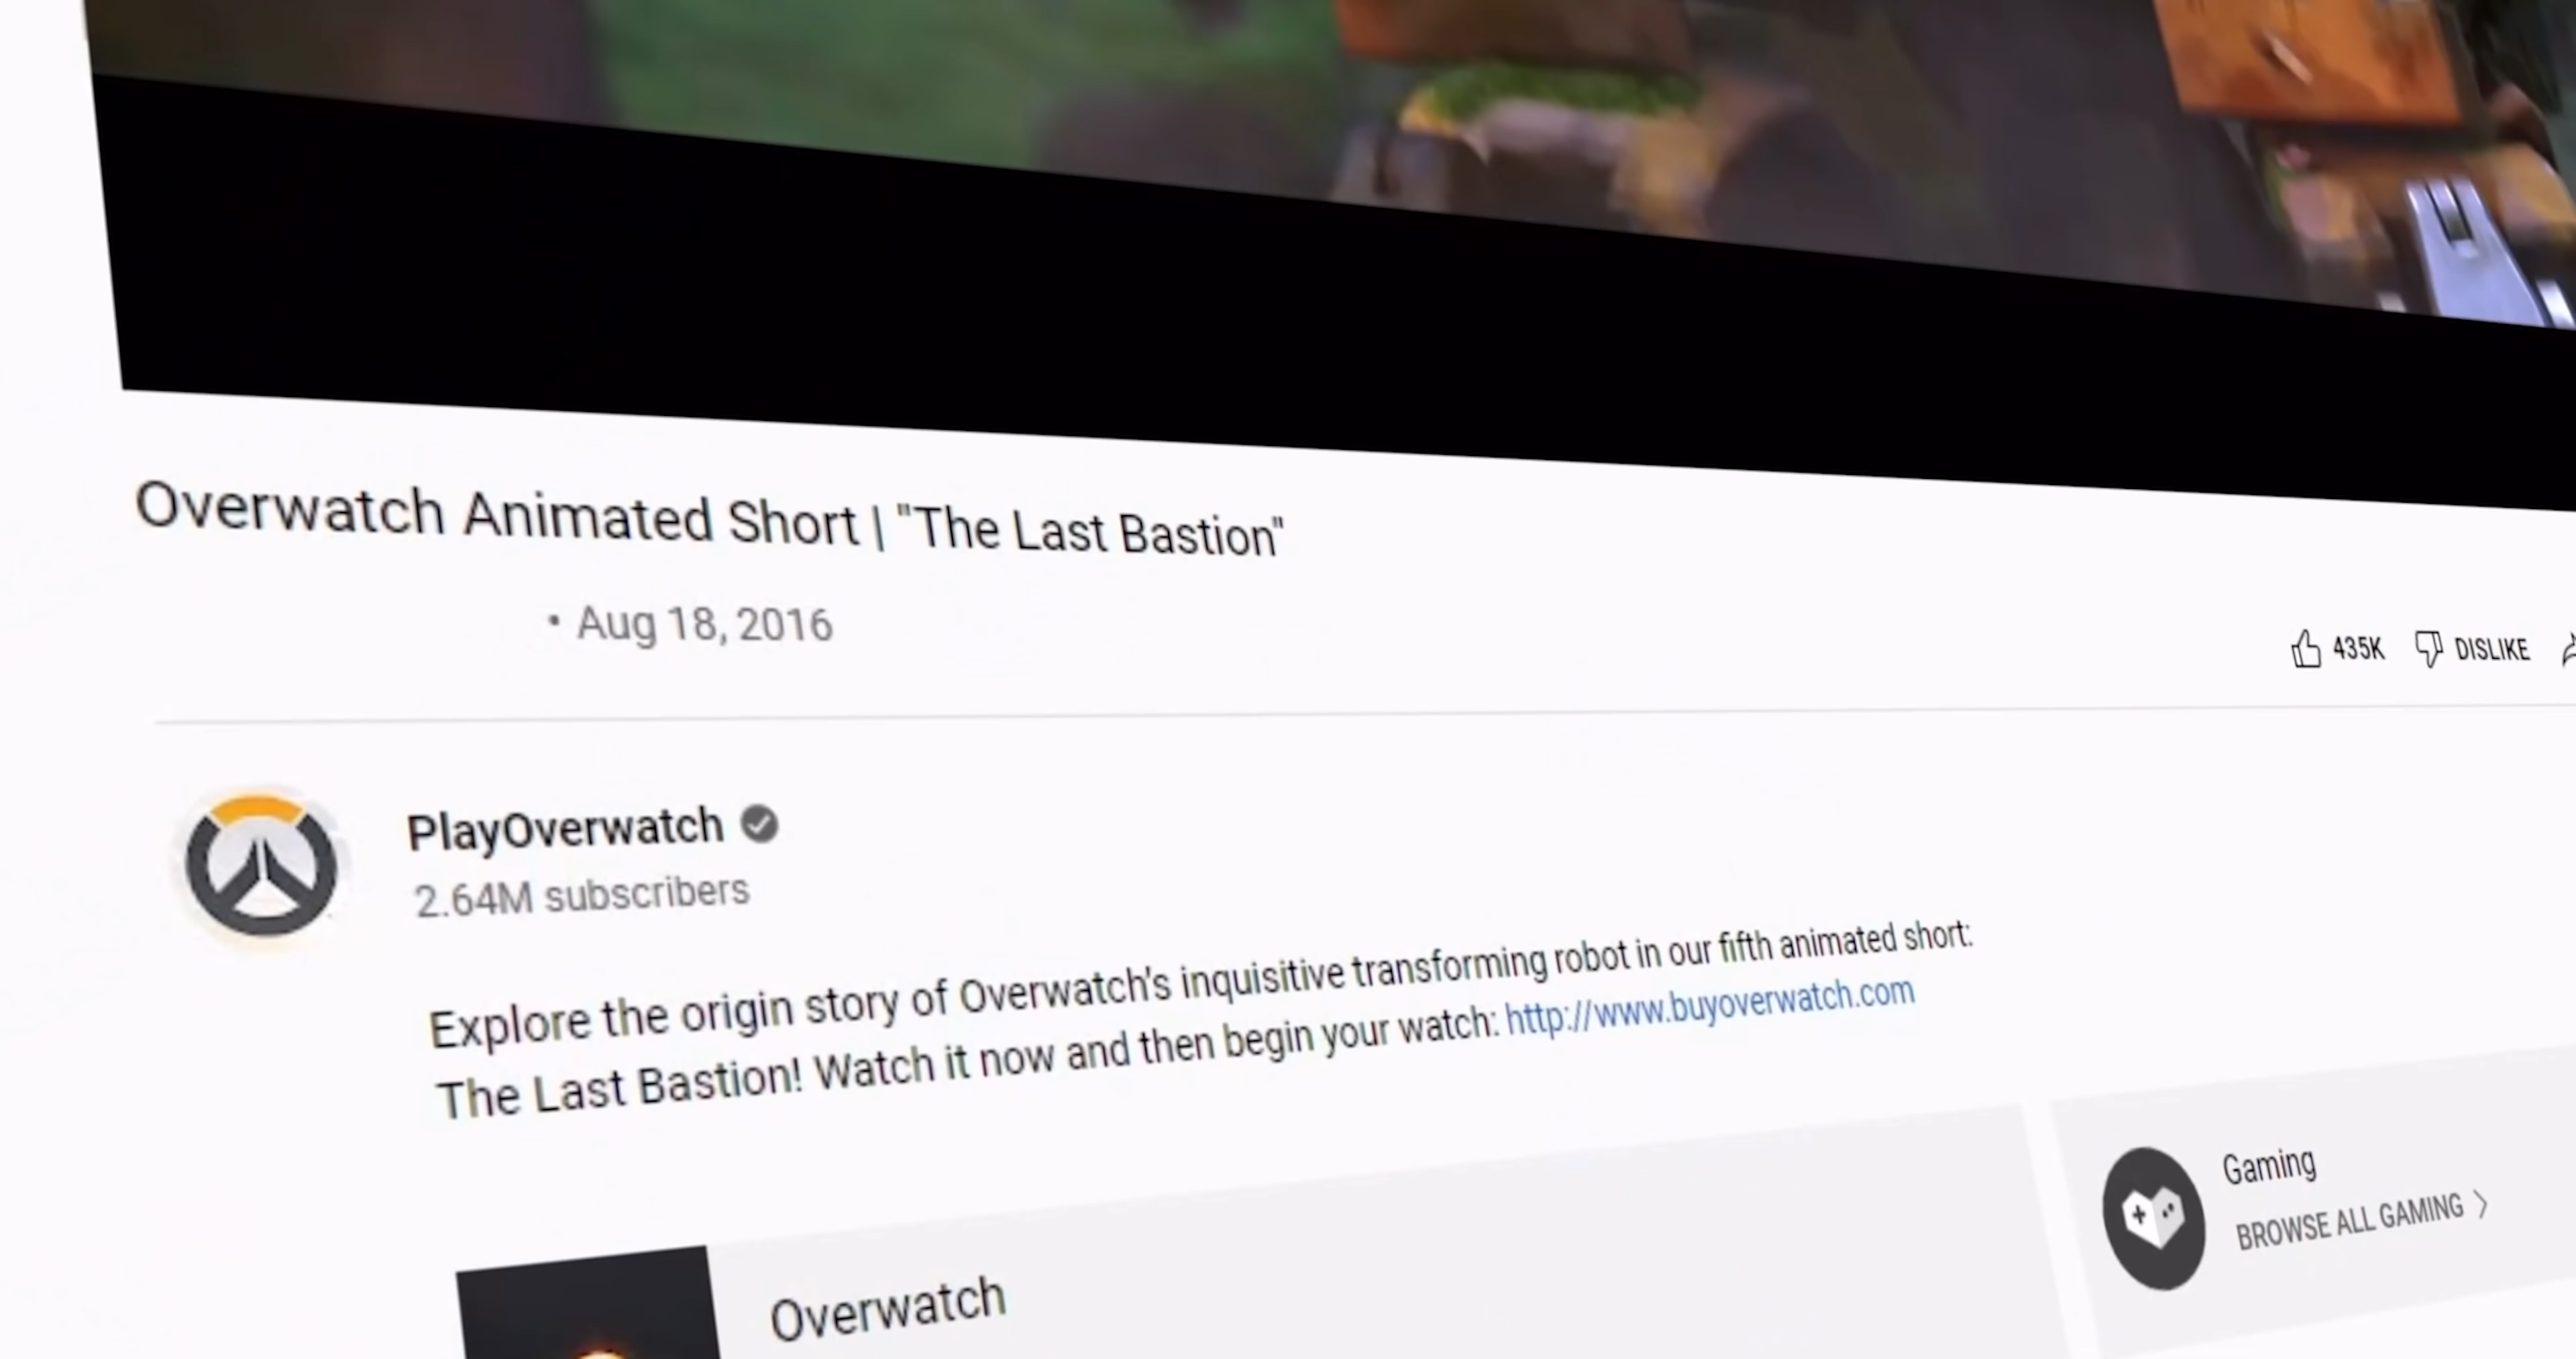 Overwatch Animated Short | "The Last Bastion"
• Aug 18, 2016
435K DISLIKE
PlayOverwatch
2.64M subscribers
Explore the origin story of Overwatch's inquisitive transforming robot in our fifth animated short:
The Last Bastion! Watch it now and then begin your watch: http://www.buyoverwatch.com
Gaming
BROWSE ALL GAMING
Overwatch